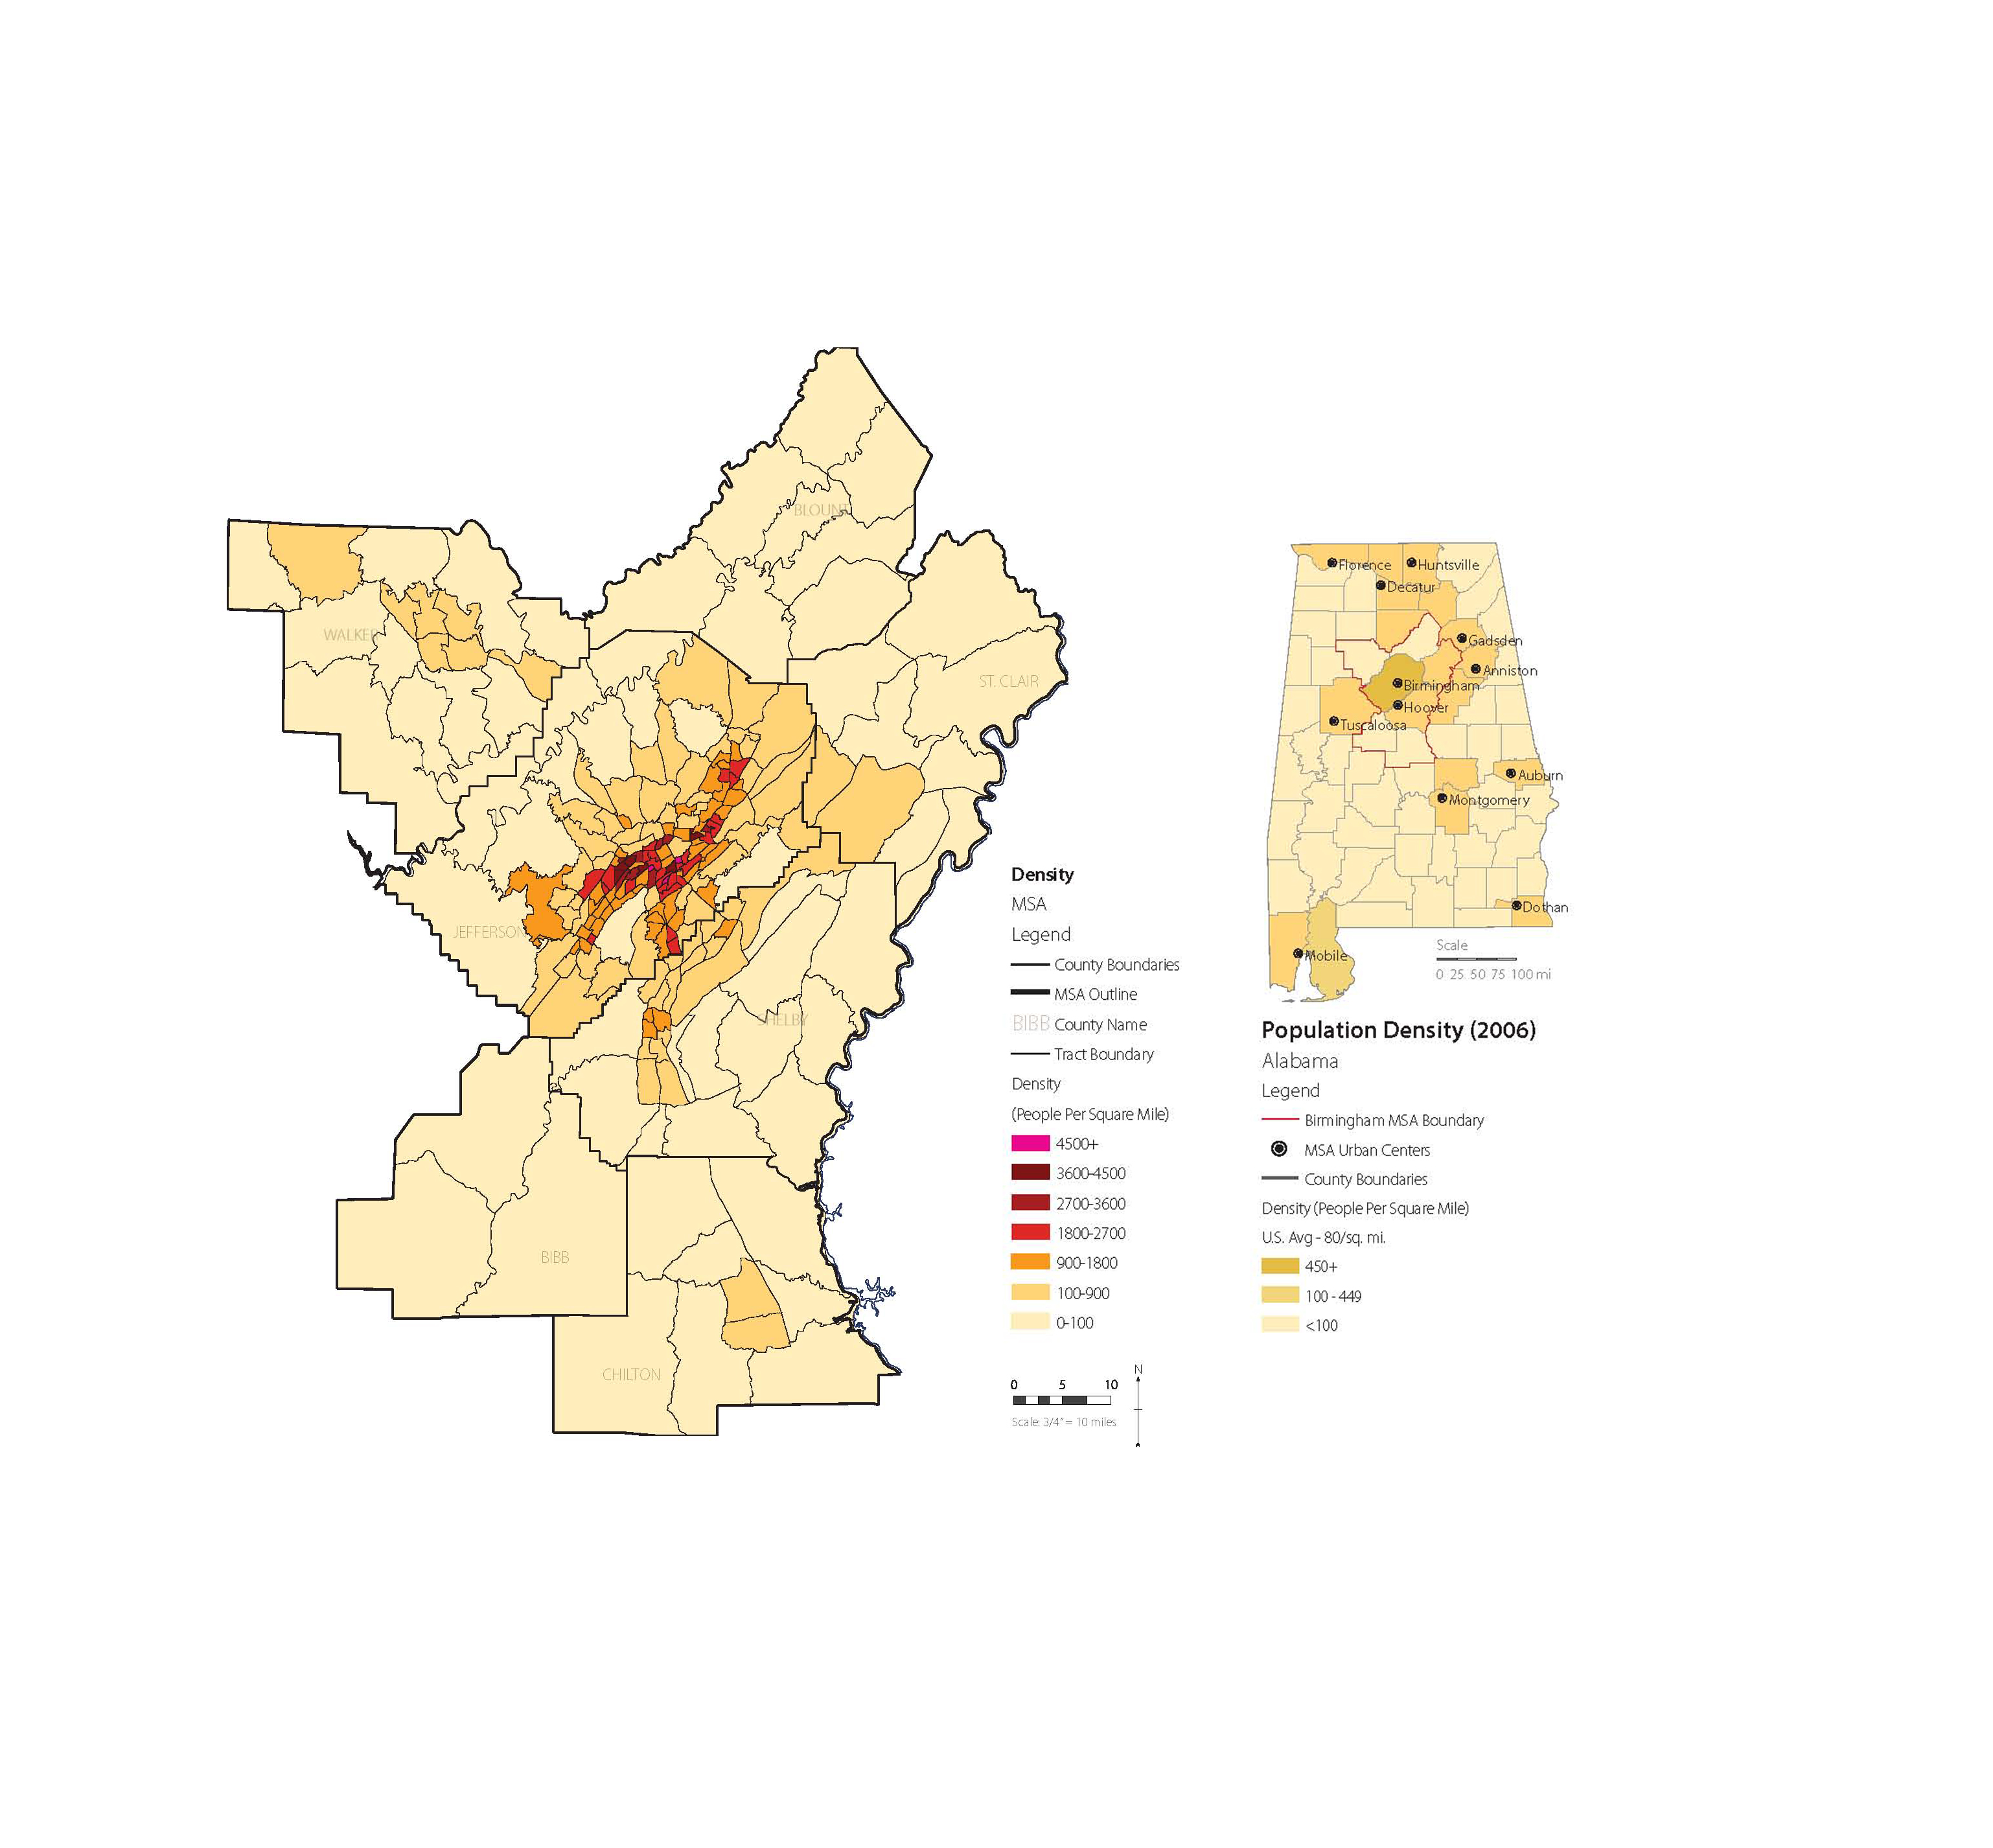 BLOUNT
WALKER
ST. CLAIR
JEFFERSON
SHELBY
BIBB
CHILTON
Density
MSA
Legend
County Boundaries
MSA Outline
BIBB County Name
Tract Boundary
Density
(People Per Square Mile)
4500+
3600-4500
2700-3600
1800-2700
900-1800
100-900
0-100
0 5 10
N
Scale: 3/4" = 10 miles
Florence
Huntsville
Decatur
Gadsden
Anniston
Birmingham
Hoover
Tuscaloosa
Auburn
Montgomery
Dothan
Mobile
Scale
0 25 50 75 100 mi
Population Density (2006)
Alabama
Legend
Birmingham MSA Boundary
MSA Urban Centers
County Boundaries
Density (People Per Square Mile)
U.S. Avg - 80/sq. mi.
450+
100 - 449
<100